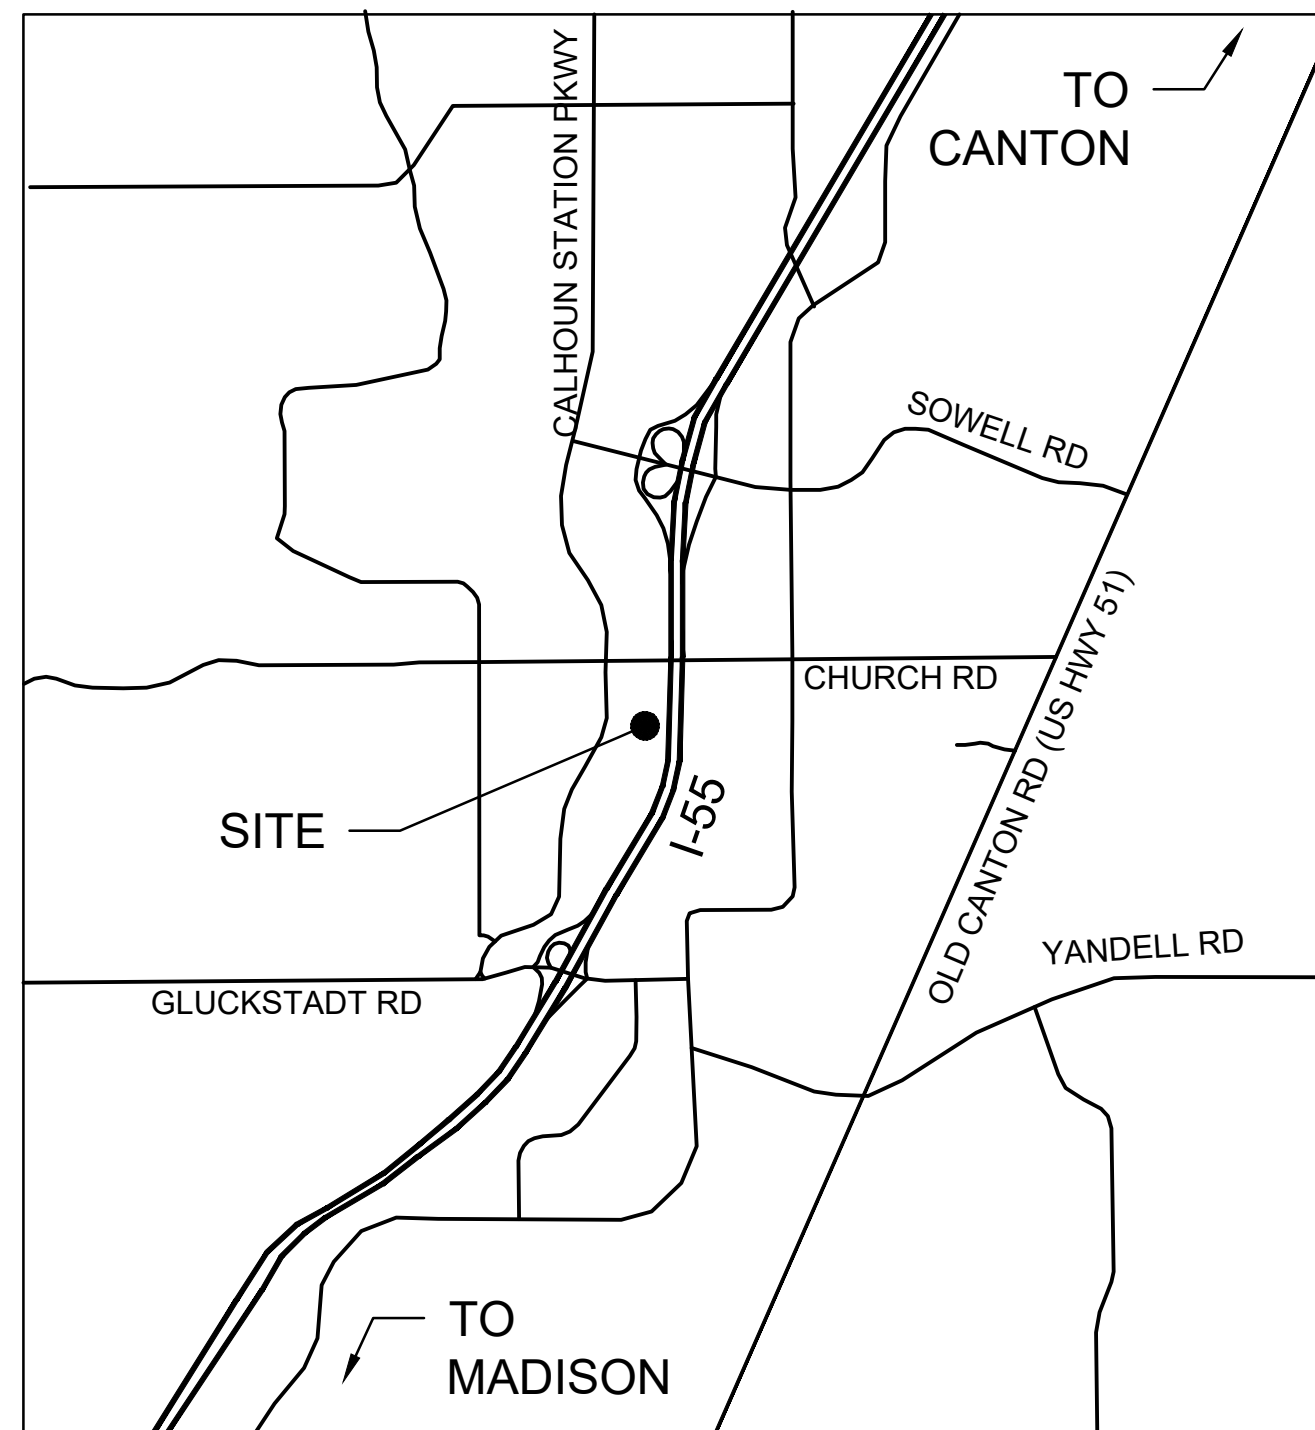 TO
CANTON
CALHOUN STATION PKWY
SOWELL RD
OLD CANTON RD (US HWY 51)
CHURCH RD
SITE
I-55
YANDELL RD
GLUCKSTADT RD
TO
MADISON